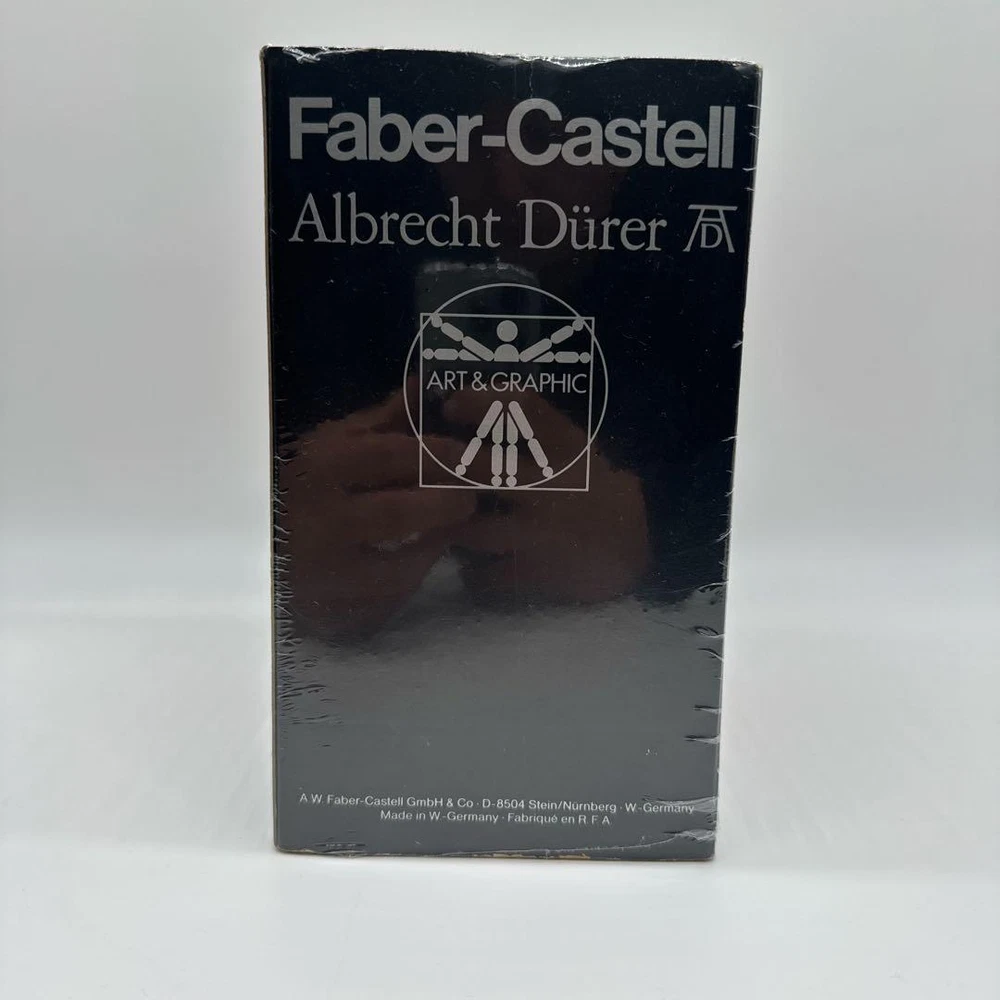 Faber-Castell
Albrecht Dürer AD
ART & GRAPHIC
A.W. Faber-Castell GmbH & Co · D-8504 Stein/Nürnberg · W-Germany
Made in W-Germany · Fabriqué en R.F.A.